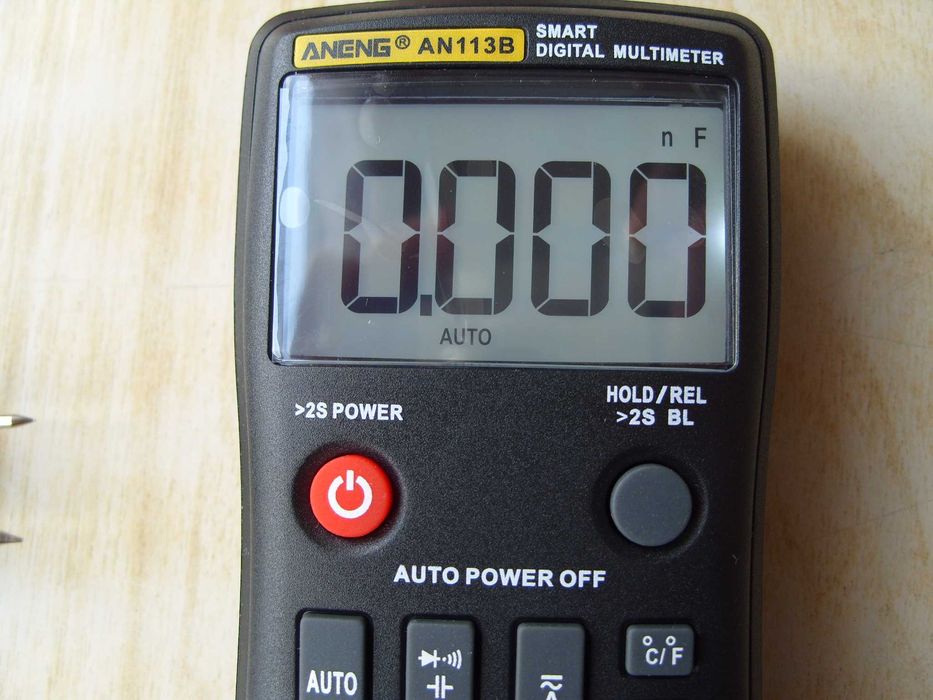 ANENG® AN113B
SMART
DIGITAL MULTIMETER
n F
0.000
AUTO
>2S POWER
HOLD/REL
>2S BL
AUTO POWER OFF
AUTO
°C/°F
A